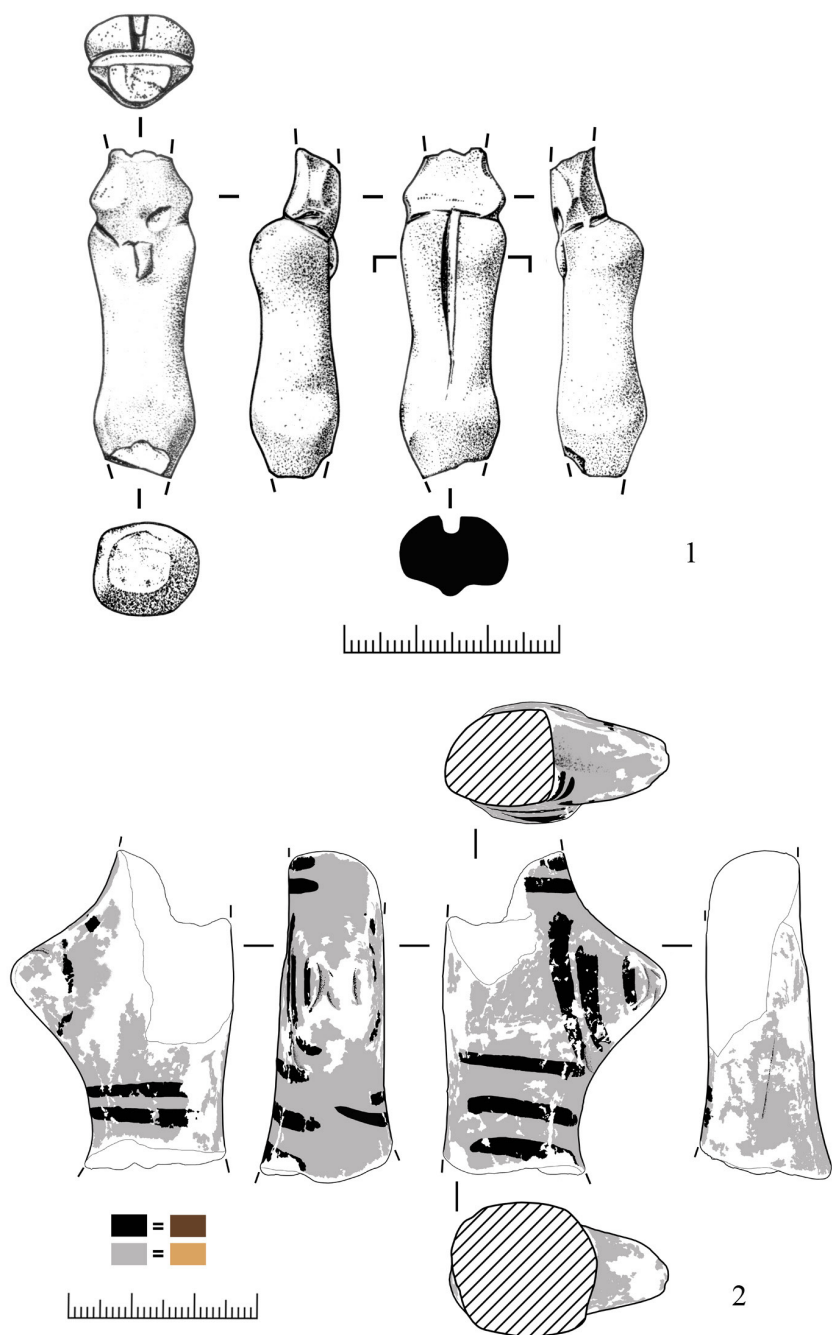 1
=
=
2